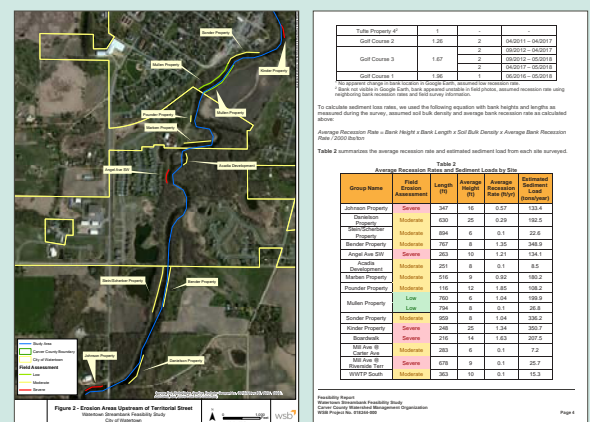 Sonder Property
Kinder Property
Mullen Property
Mullen Property
Pounder Property
Marben Property
Acadia Development
Angel Ave SW
Stein/Scherber Property
Bender Property
Johnson Property
Danielson Property
Study Area
Carver County Boundary
City of Watertown
Field Assessment
Low
Moderate
Severe
Figure 2 - Erosion Areas Upstream of Territorial Street
Watertown Streambank Feasibility Study
City of Watertown
0 1,000
wsb
Tufte Property 4² 1 - -
Golf Course 2 1.26 2 04/2011 – 04/2017
Golf Course 3 1.67 2 09/2012 – 04/2017
2 09/2012 – 05/2018
2 04/2017 – 05/2018
Golf Course 1 1.96 1 06/2016 – 05/2018
¹ No apparent change in bank location in Google Earth, assumed low recession rate.
² Bank not visible in Google Earth, bank appeared unstable in field photos, assumed recession rate using
neighboring bank recession rates and field survey information.
To calculate sediment loss rates, we used the following equation with bank heights and lengths as
measured during the survey, assumed soil bulk density and average bank recession rate as calculated
above:
Average Recession Rate = Bank Height x Bank Length x Soil Bulk Density x Average Bank Recession
Rate / 2000 lbs/ton
Table 2 summarizes the average recession rate and estimated sediment load from each site surveyed.
Table 2
Average Recession Rates and Sediment Loads by Site
Group Name Field Erosion Assessment Length (ft) Average Height (ft) Average Recession Rate (ft/yr) Estimated Sediment Load (tons/year)
Johnson Property Severe 347 16 0.57 133.4
Danielson Property Moderate 630 25 0.29 192.5
Stein/Scherber Property Moderate 894 6 0.1 22.6
Bender Property Moderate 767 8 1.35 348.9
Angel Ave SW Severe 263 10 1.21 134.1
Acadia Development Moderate 251 8 0.1 8.5
Marben Property Moderate 516 9 0.92 180.2
Pounder Property Moderate 116 12 1.85 108.2
Mullen Property Low 760 6 1.04 199.9
Low 794 8 0.1 26.8
Sonder Property Moderate 959 8 1.04 336.2
Kinder Property Severe 248 25 1.34 350.7
Boardwalk Severe 216 14 1.63 207.5
Mill Ave @ Carter Ave Moderate 283 6 0.1 7.2
Mill Ave @ Riverside Terr Severe 678 9 0.1 25.7
WWTP South Moderate 363 10 0.1 15.3
Feasibility Report
Watertown Streambank Feasibility Study
Carver County Watershed Management Organization
WSB Project No. 016244-000 Page 4